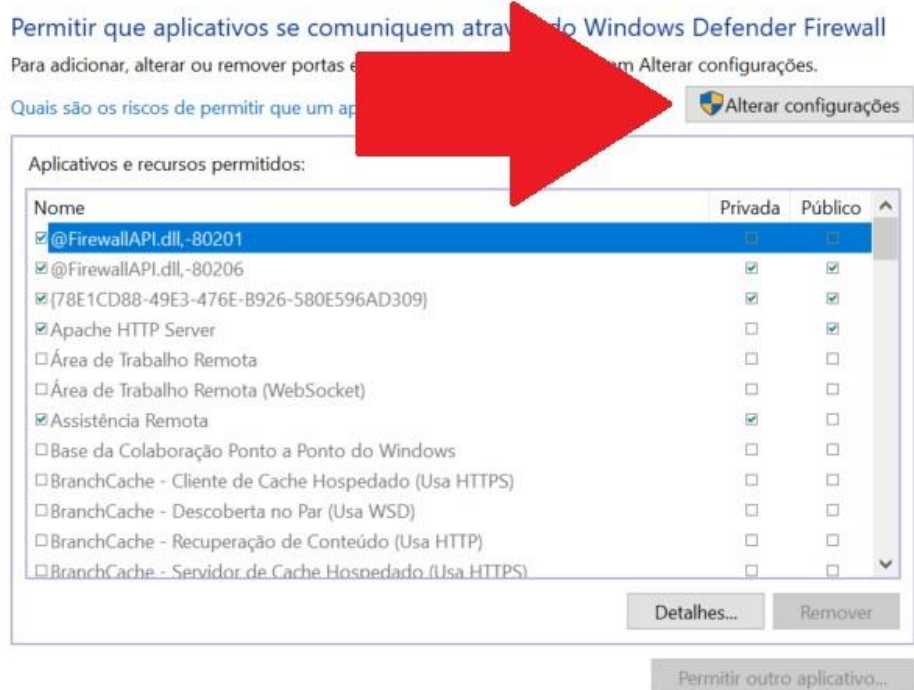 Permitir que aplicativos se comuniquem atrav do Windows Defender Firewall
Para adicionar, alterar ou remover portas e em Alterar configurações.
Quais são os riscos de permitir que um ap
Alterar configurações
Aplicativos e recursos permitidos:
Nome Privada Público
@FirewallAPI.dll,-80201
@FirewallAPI.dll,-80206
{78E1CD88-49E3-476E-B926-580E596AD309}
Apache HTTP Server
Área de Trabalho Remota
Área de Trabalho Remota (WebSocket)
Assistência Remota
Base da Colaboração Ponto a Ponto do Windows
BranchCache - Cliente de Cache Hospedado (Usa HTTPS)
BranchCache - Descoberta no Par (Usa WSD)
BranchCache - Recuperação de Conteúdo (Usa HTTP)
BranchCache - Servidor de Cache Hospedado (Usa HTTPS)
Detalhes... Remover
Permitir outro aplicativo...